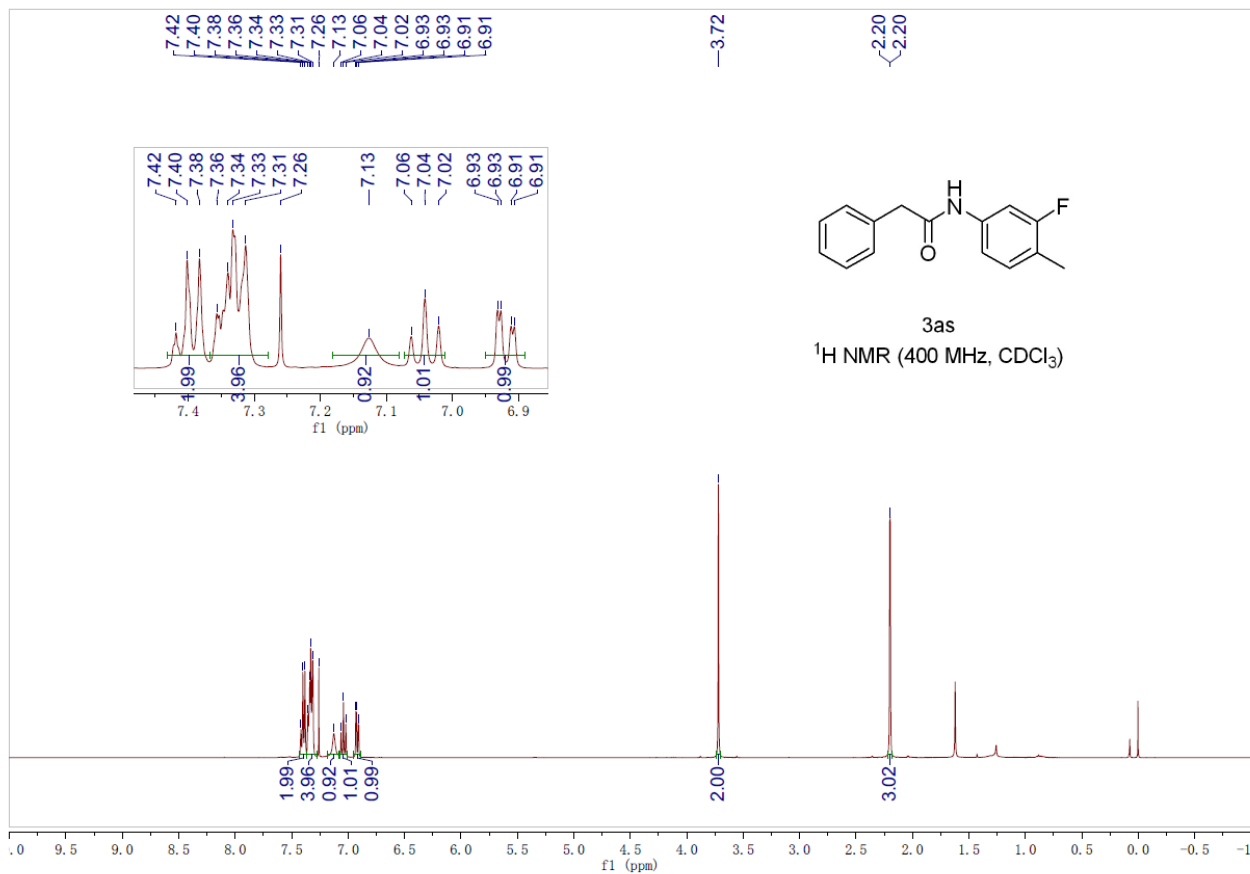 7.42 7.40 7.38 7.36 7.34 7.33 7.31 7.26 7.13 7.06 7.04 7.02 6.93 6.93 6.91 6.91
3.72
2.20 2.20
7.42 7.40 7.38 7.36 7.34 7.33 7.31 7.26 7.13 7.06 7.04 7.02 6.93 6.93 6.91 6.91
1.99 3.96 0.92 1.01 0.99
7.4 7.3 7.2 7.1 7.0 6.9
f1 (ppm)
H
N
F
O
3as
¹H NMR (400 MHz, CDCl₃)
1.99 3.96 0.92 1.01 0.99 2.00 3.02
.0 9.5 9.0 8.5 8.0 7.5 7.0 6.5 6.0 5.5 5.0 4.5 4.0 3.5 3.0 2.5 2.0 1.5 1.0 0.5 0.0 -0.5 -1
f1 (ppm)